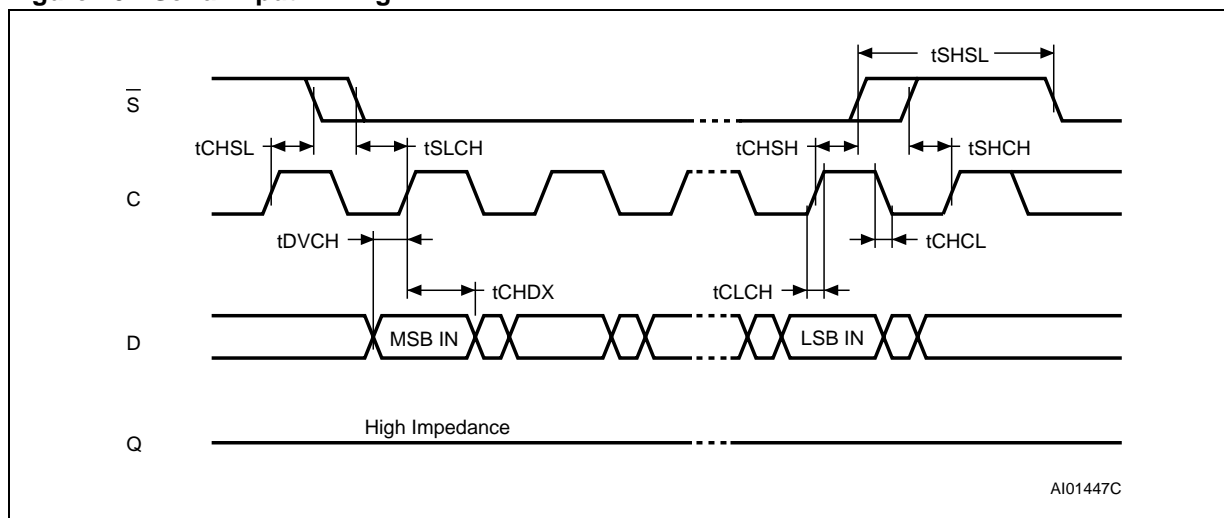 tSHSL
S
tCHSL
tSLCH
tCHSH
tSHCH
C
tDVCH
tCHCL
tCHDX
tCLCH
D
MSB IN
LSB IN
High Impedance
Q
AI01447C